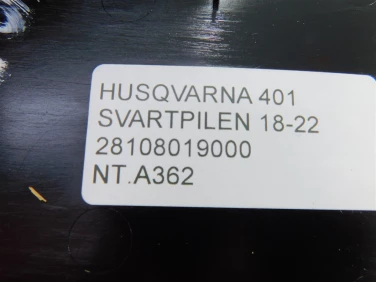 HUSQVARNA 401
SVARTPILEN 18-22
28108019000
NT.A362